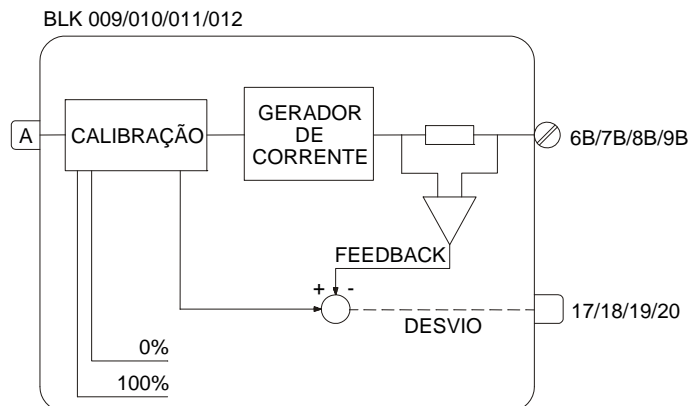 BLK 009/010/011/012
A
CALIBRAÇÃO
GERADOR
DE
CORRENTE
6B/7B/8B/9B
FEEDBACK
+ -
DESVIO
17/18/19/20
0%
100%